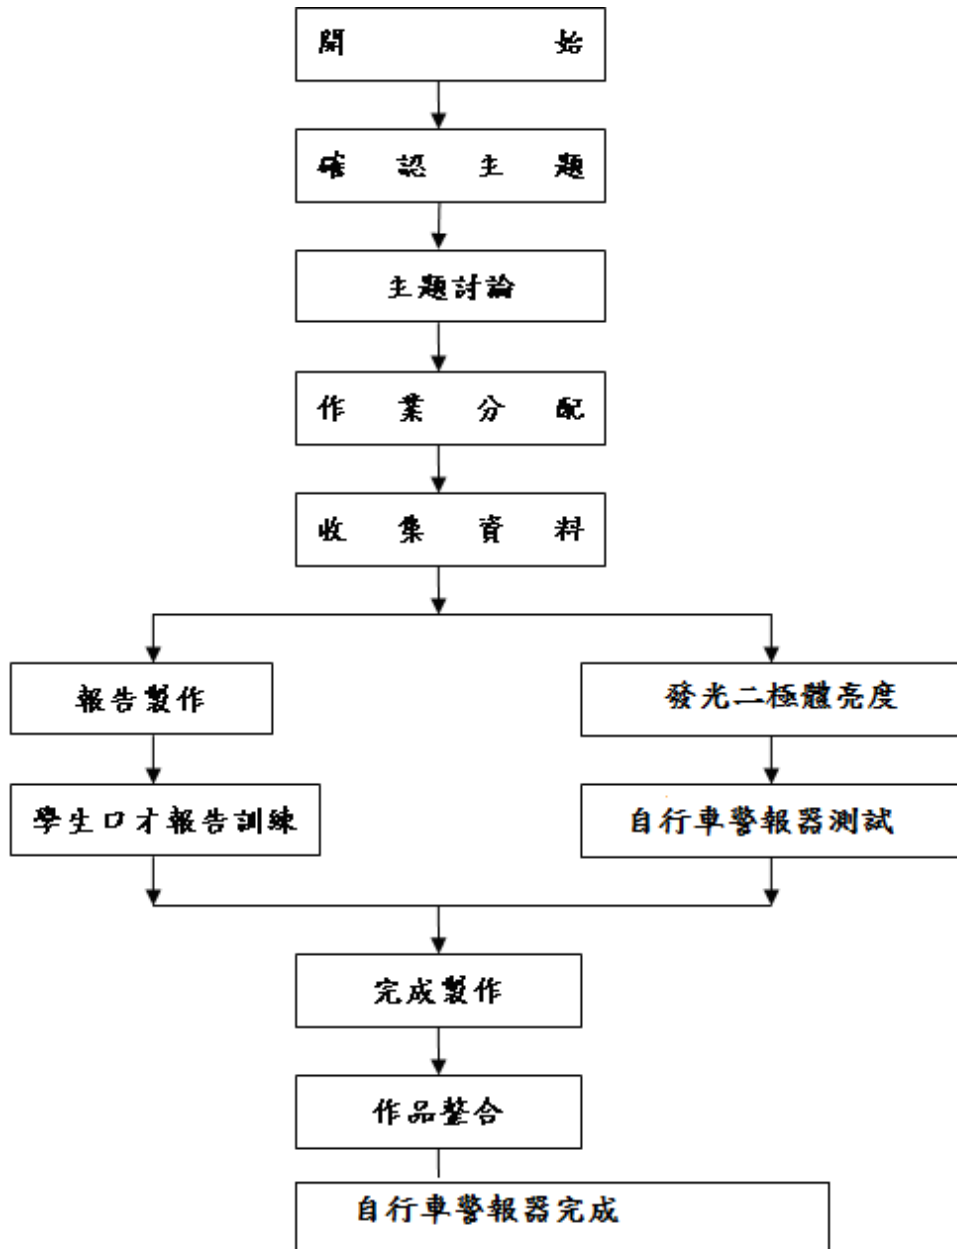 開始
確認主題
主題討論
作業分配
收集資料
報告製作
發光二極體亮度
學生口才報告訓練
自行車警報器測試
完成製作
作品整合
自行車警報器完成